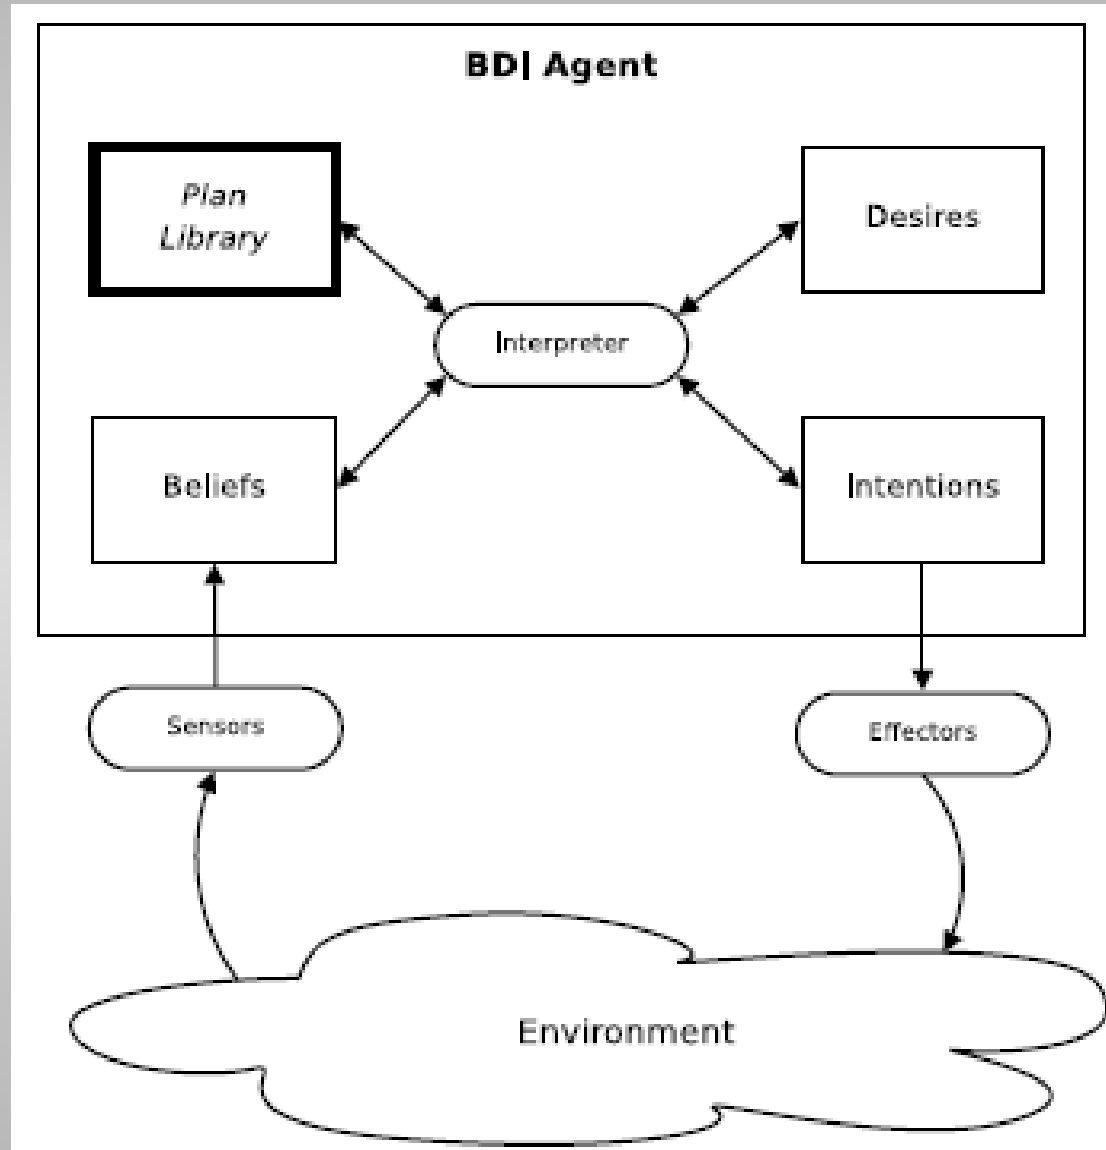 BDI Agent
Plan
Library
Desires
Interpreter
Beliefs
Intentions
Sensors
Effectors
Environment